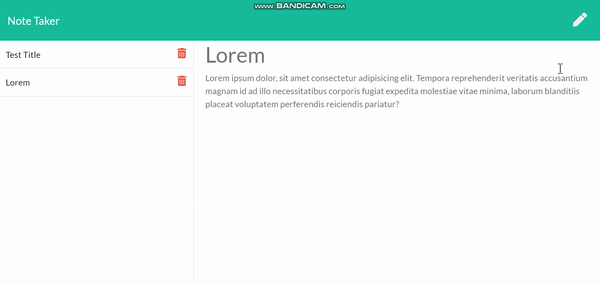 www.BANDICAM.com
Note Taker
Test Title
Lorem
Lorem
Lorem ipsum dolor, sit amet consectetur adipisicing elit. Tempora reprehenderit veritatis accusantium
magnam id ad illo necessitatibus corporis fugiat expedita molestiae vitae minima, laborum blanditiis
placeat voluptatem perferendis reiciendis pariatur?